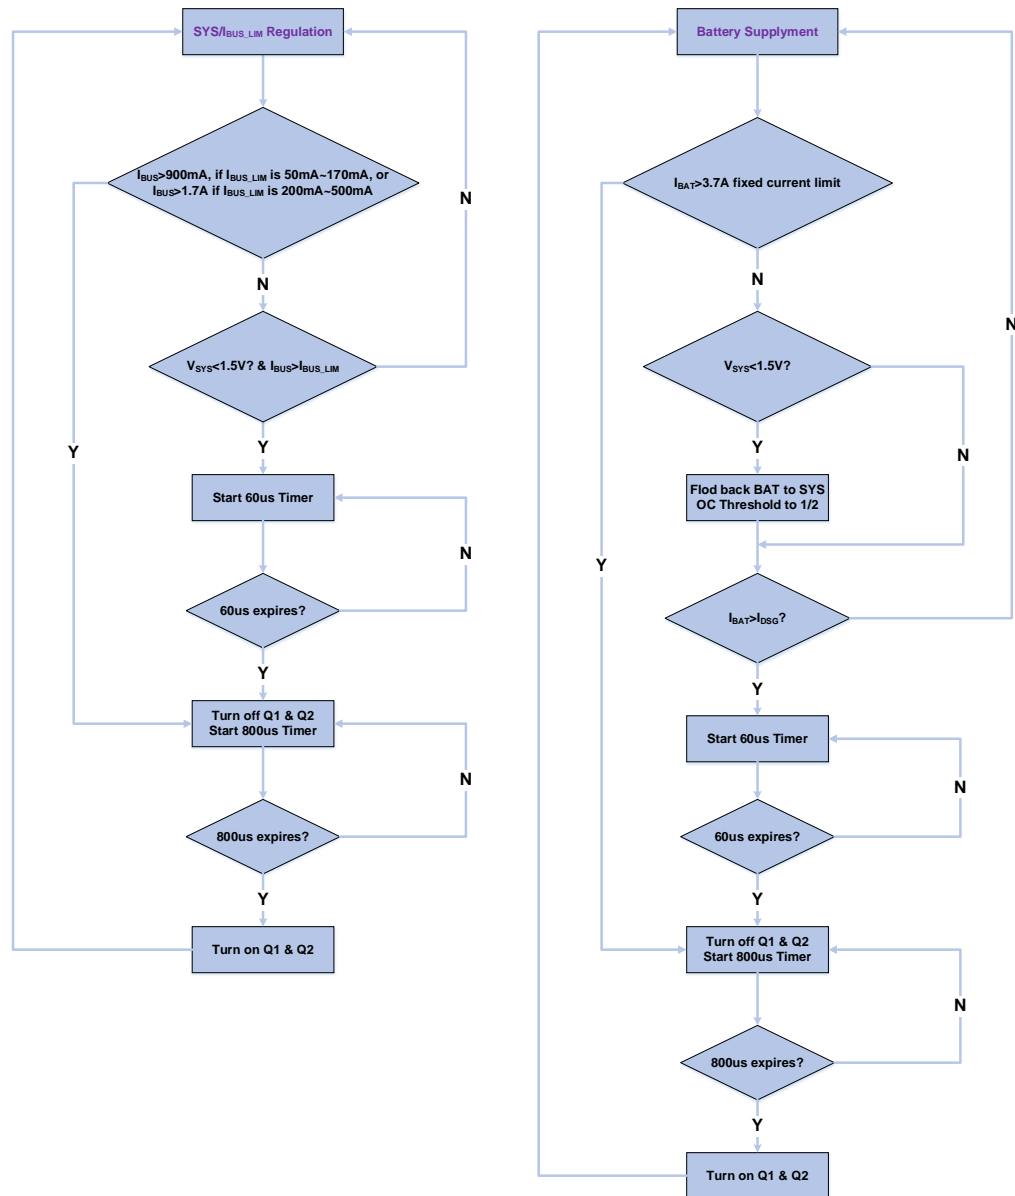 SYS/IBUS_LIM Regulation
IBUS>900mA, if IBUS_LIM is 50mA~170mA, or
IBUS>1.7A if IBUS_LIM is 200mA~500mA
N
N
VSYS<1.5V? & IBUS>IBUS_LIM
Y
Y
Start 60us Timer
N
60us expires?
Y
Turn off Q1 & Q2
Start 800us Timer
N
800us expires?
Y
Turn on Q1 & Q2
Battery Supplyment
IBAT>3.7A fixed current limit
N
N
VSYS<1.5V?
Y
N
Flod back BAT to SYS
OC Threshold to 1/2
Y
IBAT>IDSG?
Y
Start 60us Timer
N
60us expires?
Y
Turn off Q1 & Q2
Start 800us Timer
N
800us expires?
Y
Turn on Q1 & Q2